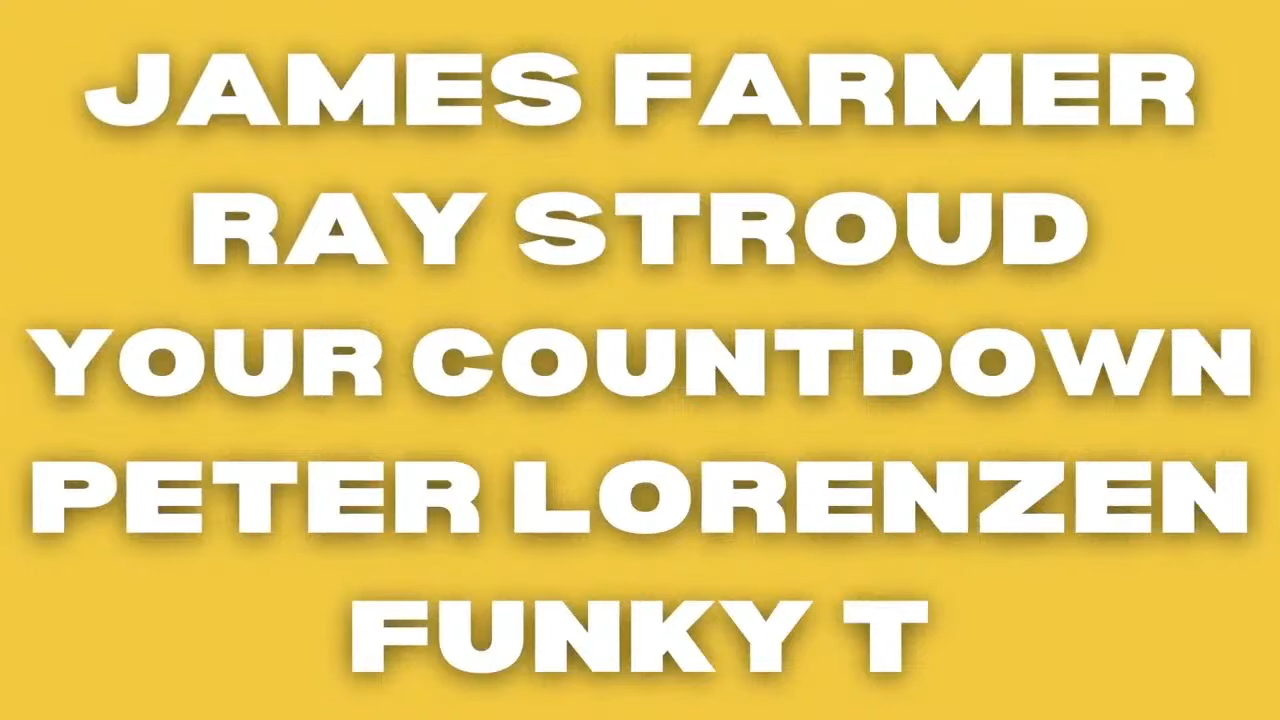 JAMES FARMER
RAY STROUD
YOUR COUNTDOWN
PETER LORENZEN
FUNKY T